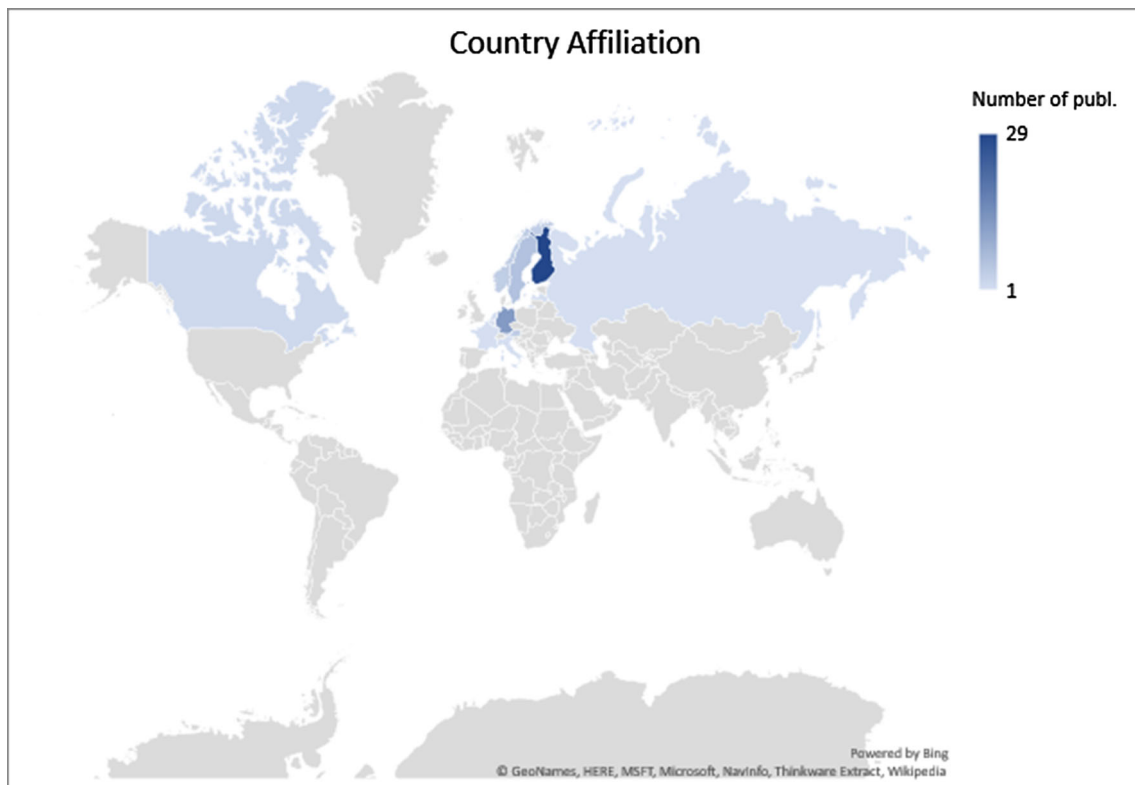 Country Affiliation
Number of publ.
29
1
Powered by Bing
© GeoNames, HERE, MSFT, Microsoft, NavInfo, Thinkware Extract, Wikipedia